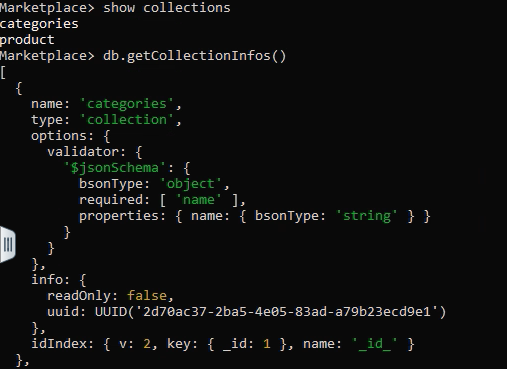 Marketplace> show collections
categories
product
Marketplace> db.getCollectionInfos()
[
  {
    name: 'categories',
    type: 'collection',
    options: {
      validator: {
        '$jsonSchema': {
          bsonType: 'object',
          required: [ 'name' ],
          properties: { name: { bsonType: 'string' } }
        }
      }
    },
    info: {
      readOnly: false,
      uuid: UUID('2d70ac37-2ba5-4e05-83ad-a79b23ecd9e1')
    },
    idIndex: { v: 2, key: { _id: 1 }, name: '_id_' }
  },